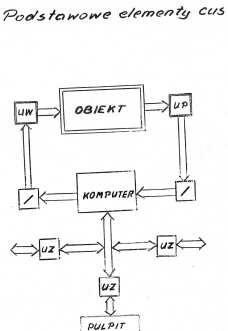 Podstawowe elementy cus
UW
OBIEKT
UP
/
KOMPUTER
/
UZ
UZ
UZ
PULPIT